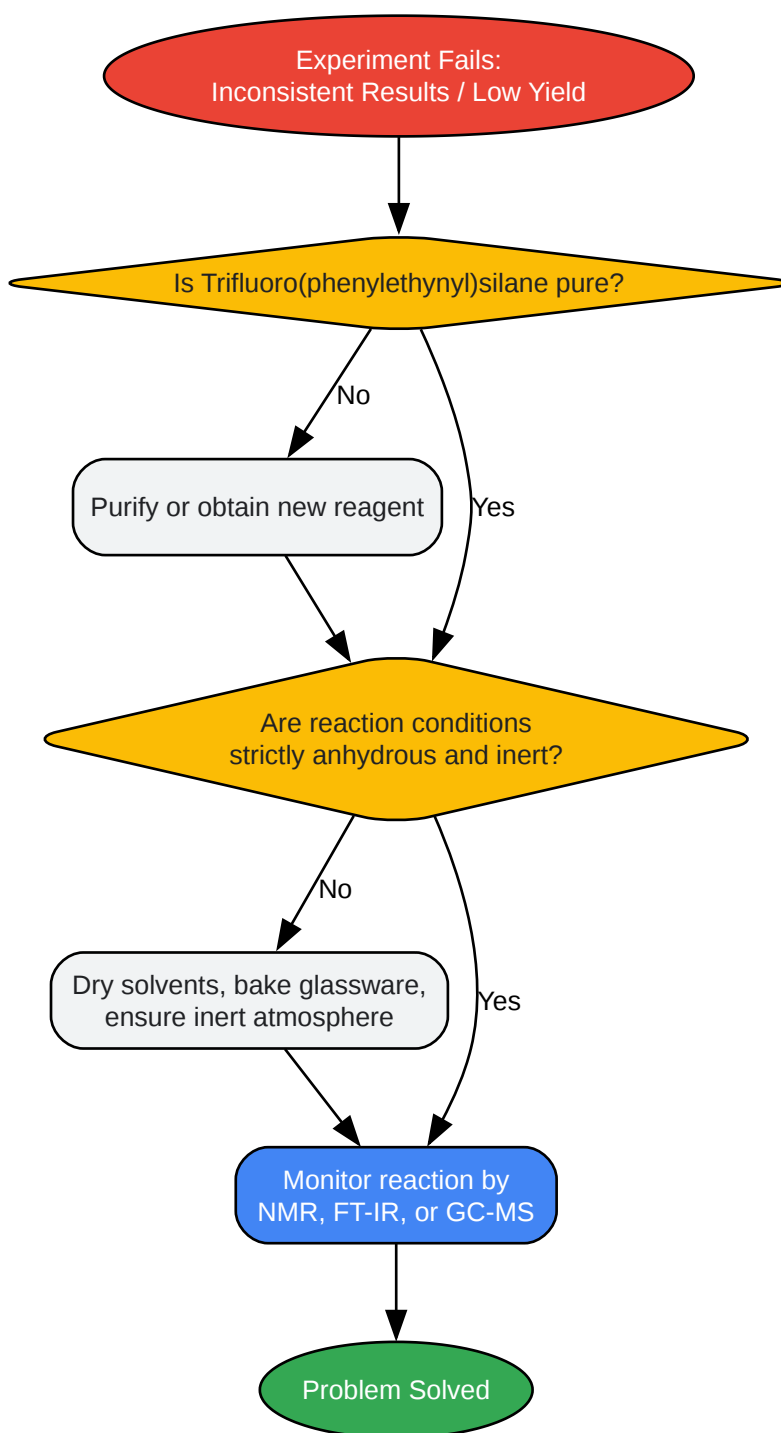 Experiment Fails:
Inconsistent Results / Low Yield
Is Trifluoro(phenylethynyl)silane pure?
No
Purify or obtain new reagent
Yes
Are reaction conditions
strictly anhydrous and inert?
No
Dry solvents, bake glassware,
ensure inert atmosphere
Yes
Monitor reaction by
NMR, FT-IR, or GC-MS
Problem Solved